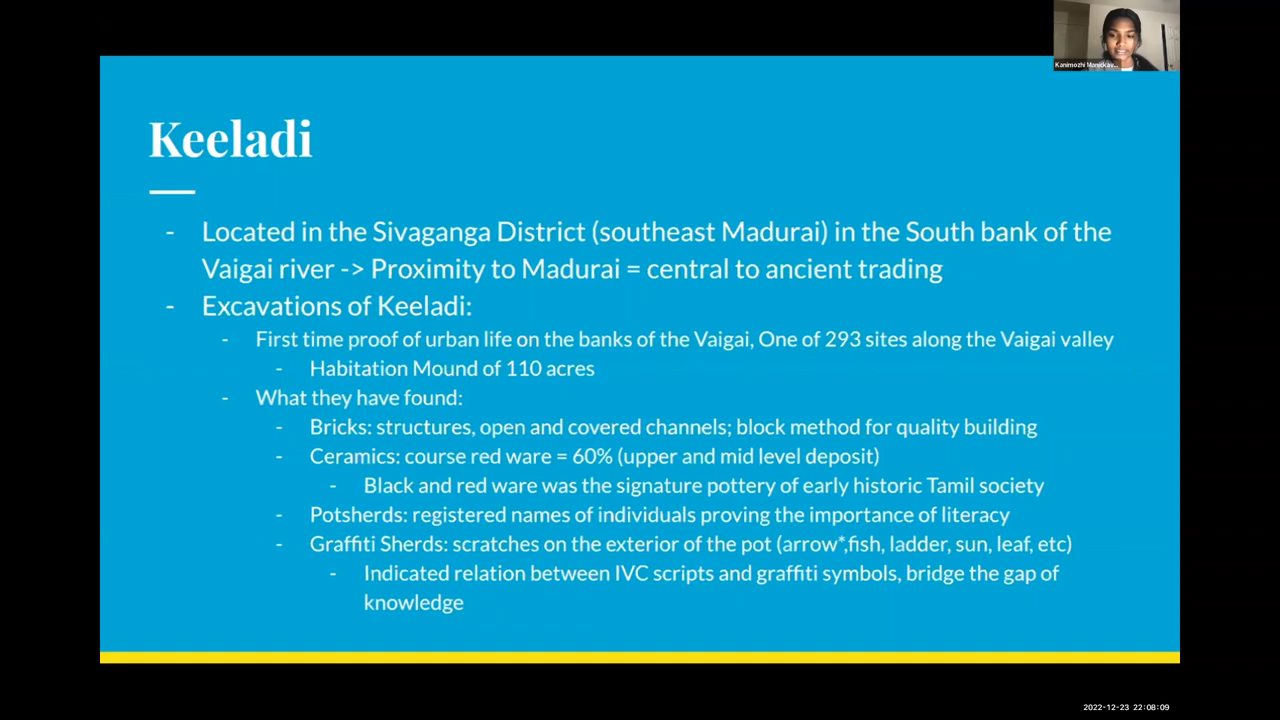 Kanimozhi Manickav...
Keeladi
- Located in the Sivaganga District (southeast Madurai) in the South bank of the
Vaigai river -> Proximity to Madurai = central to ancient trading
- Excavations of Keeladi:
- First time proof of urban life on the banks of the Vaigai, One of 293 sites along the Vaigai valley
- Habitation Mound of 110 acres
- What they have found:
- Bricks: structures, open and covered channels; block method for quality building
- Ceramics: course red ware = 60% (upper and mid level deposit)
- Black and red ware was the signature pottery of early historic Tamil society
- Potsherds: registered names of individuals proving the importance of literacy
- Graffiti Sherds: scratches on the exterior of the pot (arrow*,fish, ladder, sun, leaf, etc)
- Indicated relation between IVC scripts and graffiti symbols, bridge the gap of
knowledge
2022-12-23 22:08:09